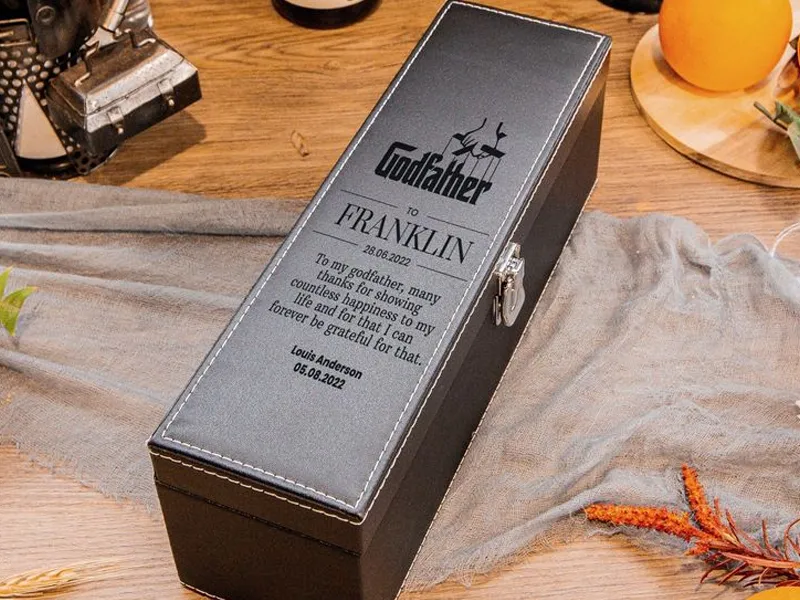 Godfather
TO
FRANKLIN
28.06.2022
To my godfather, many
thanks for showing
countless happiness to my
life and for that I can
forever be grateful for that.
Louis Anderson
05.08.2022